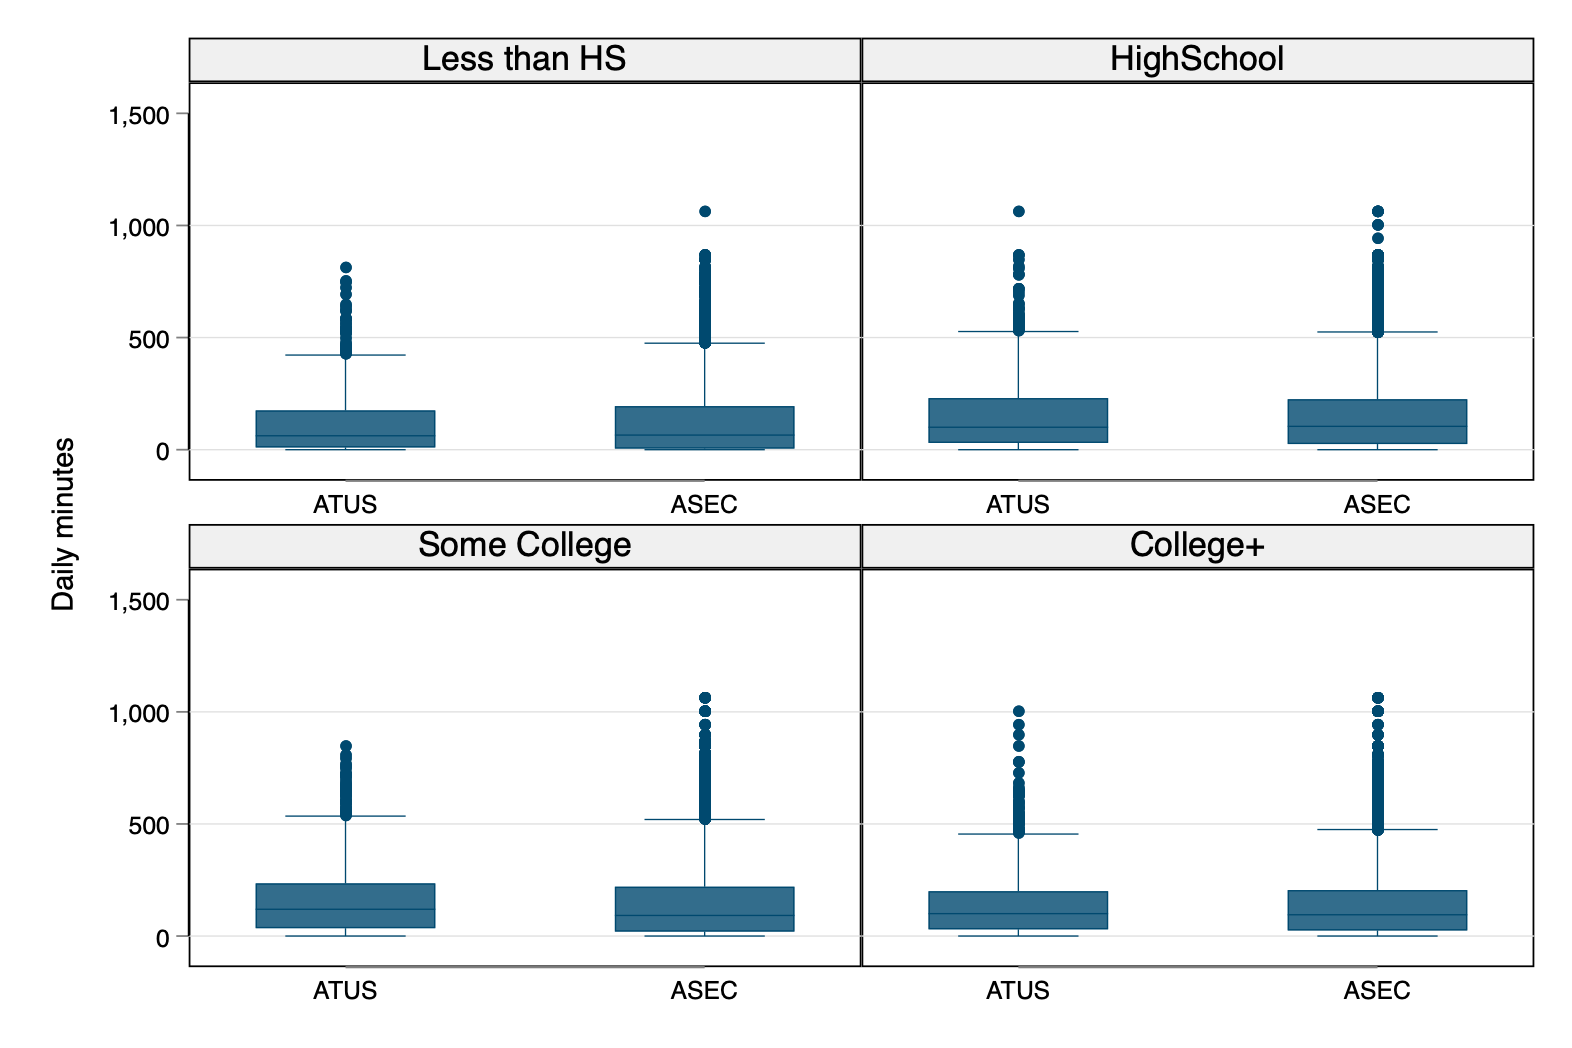 Less than HS
HighSchool
1,500
1,000
500
0
ATUS
ASEC
ATUS
ASEC
Daily minutes
Some College
College+
1,500
1,000
500
0
ATUS
ASEC
ATUS
ASEC